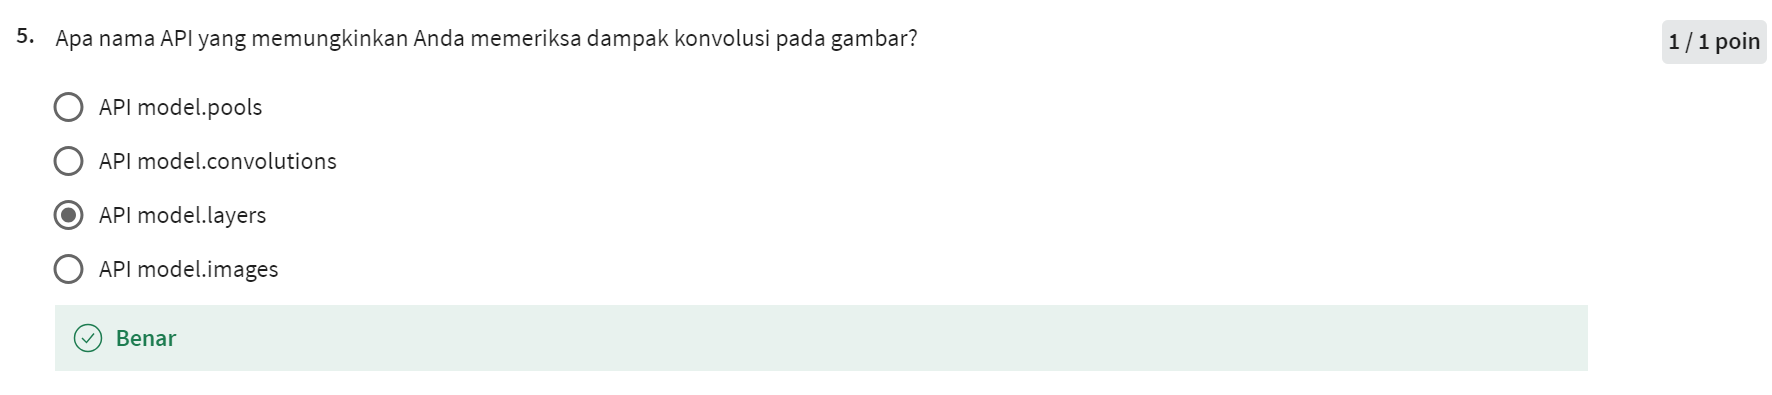 5. Apa nama API yang memungkinkan Anda memeriksa dampak konvolusi pada gambar?
1 / 1 poin
API model.pools
API model.convolutions
API model.layers
API model.images
Benar